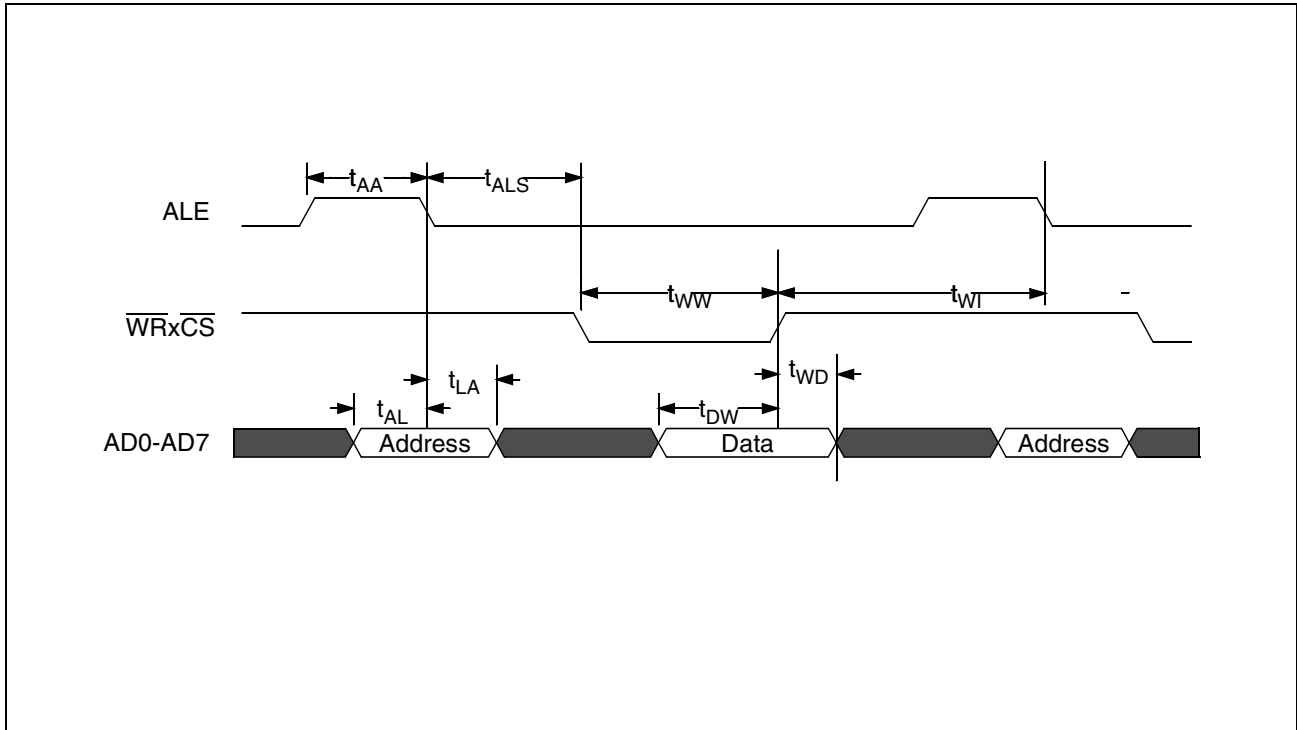 tAA tALS
ALE
tWW tWI
WRxCS
tLA tWD
tAL tDW
AD0-AD7 Address Data Address